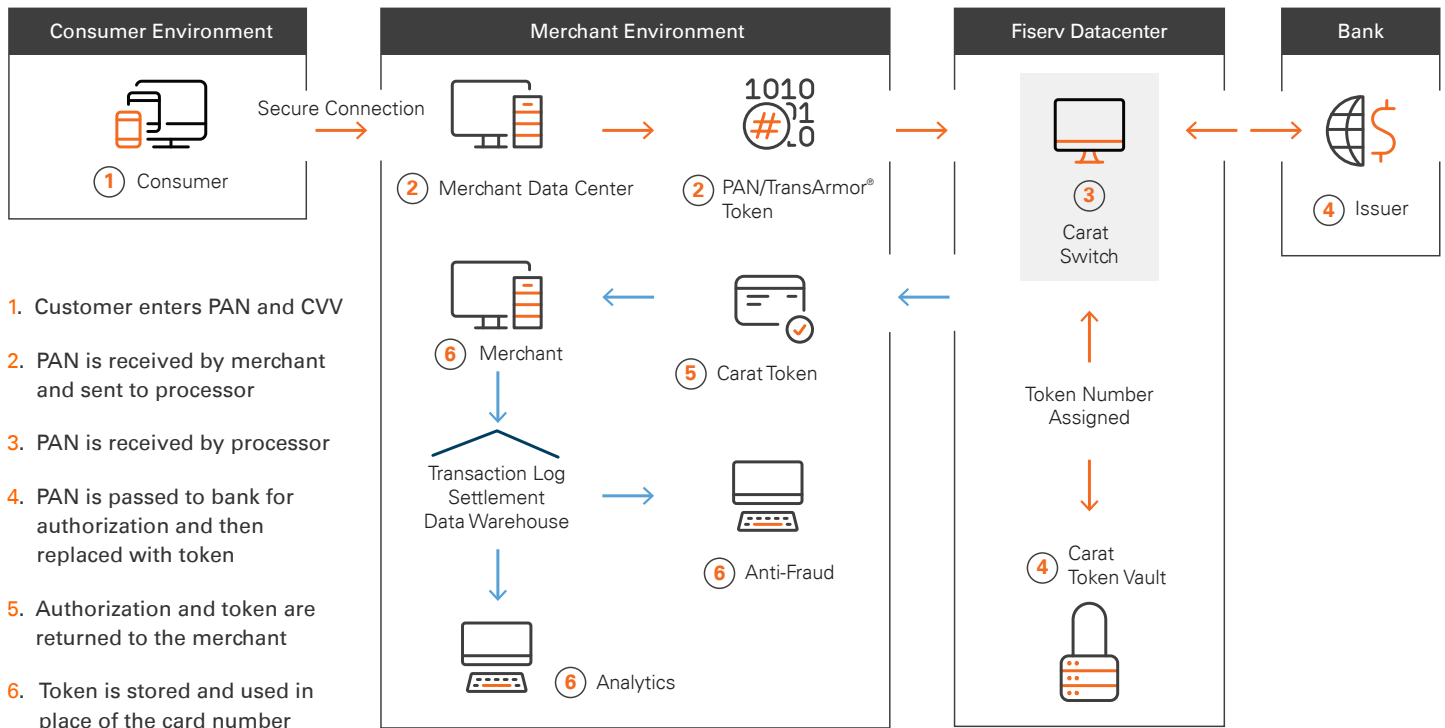 Consumer Environment
Merchant Environment
Fiserv Datacenter
Bank
Secure Connection
1 Consumer
1010
01
0
#
2 Merchant Data Center
2 PAN/TransArmor®
Token
3
Carat
Switch
$
4 Issuer
1. Customer enters PAN and CVV
2. PAN is received by merchant
and sent to processor
3. PAN is received by processor
4. PAN is passed to bank for
authorization and then
replaced with token
5. Authorization and token are
returned to the merchant
6. Token is stored and used in
place of the card number
6 Merchant
5 Carat Token
Transaction Log
Settlement
Data Warehouse
6 Anti-Fraud
6 Analytics
Token Number
Assigned
4 Carat
Token Vault